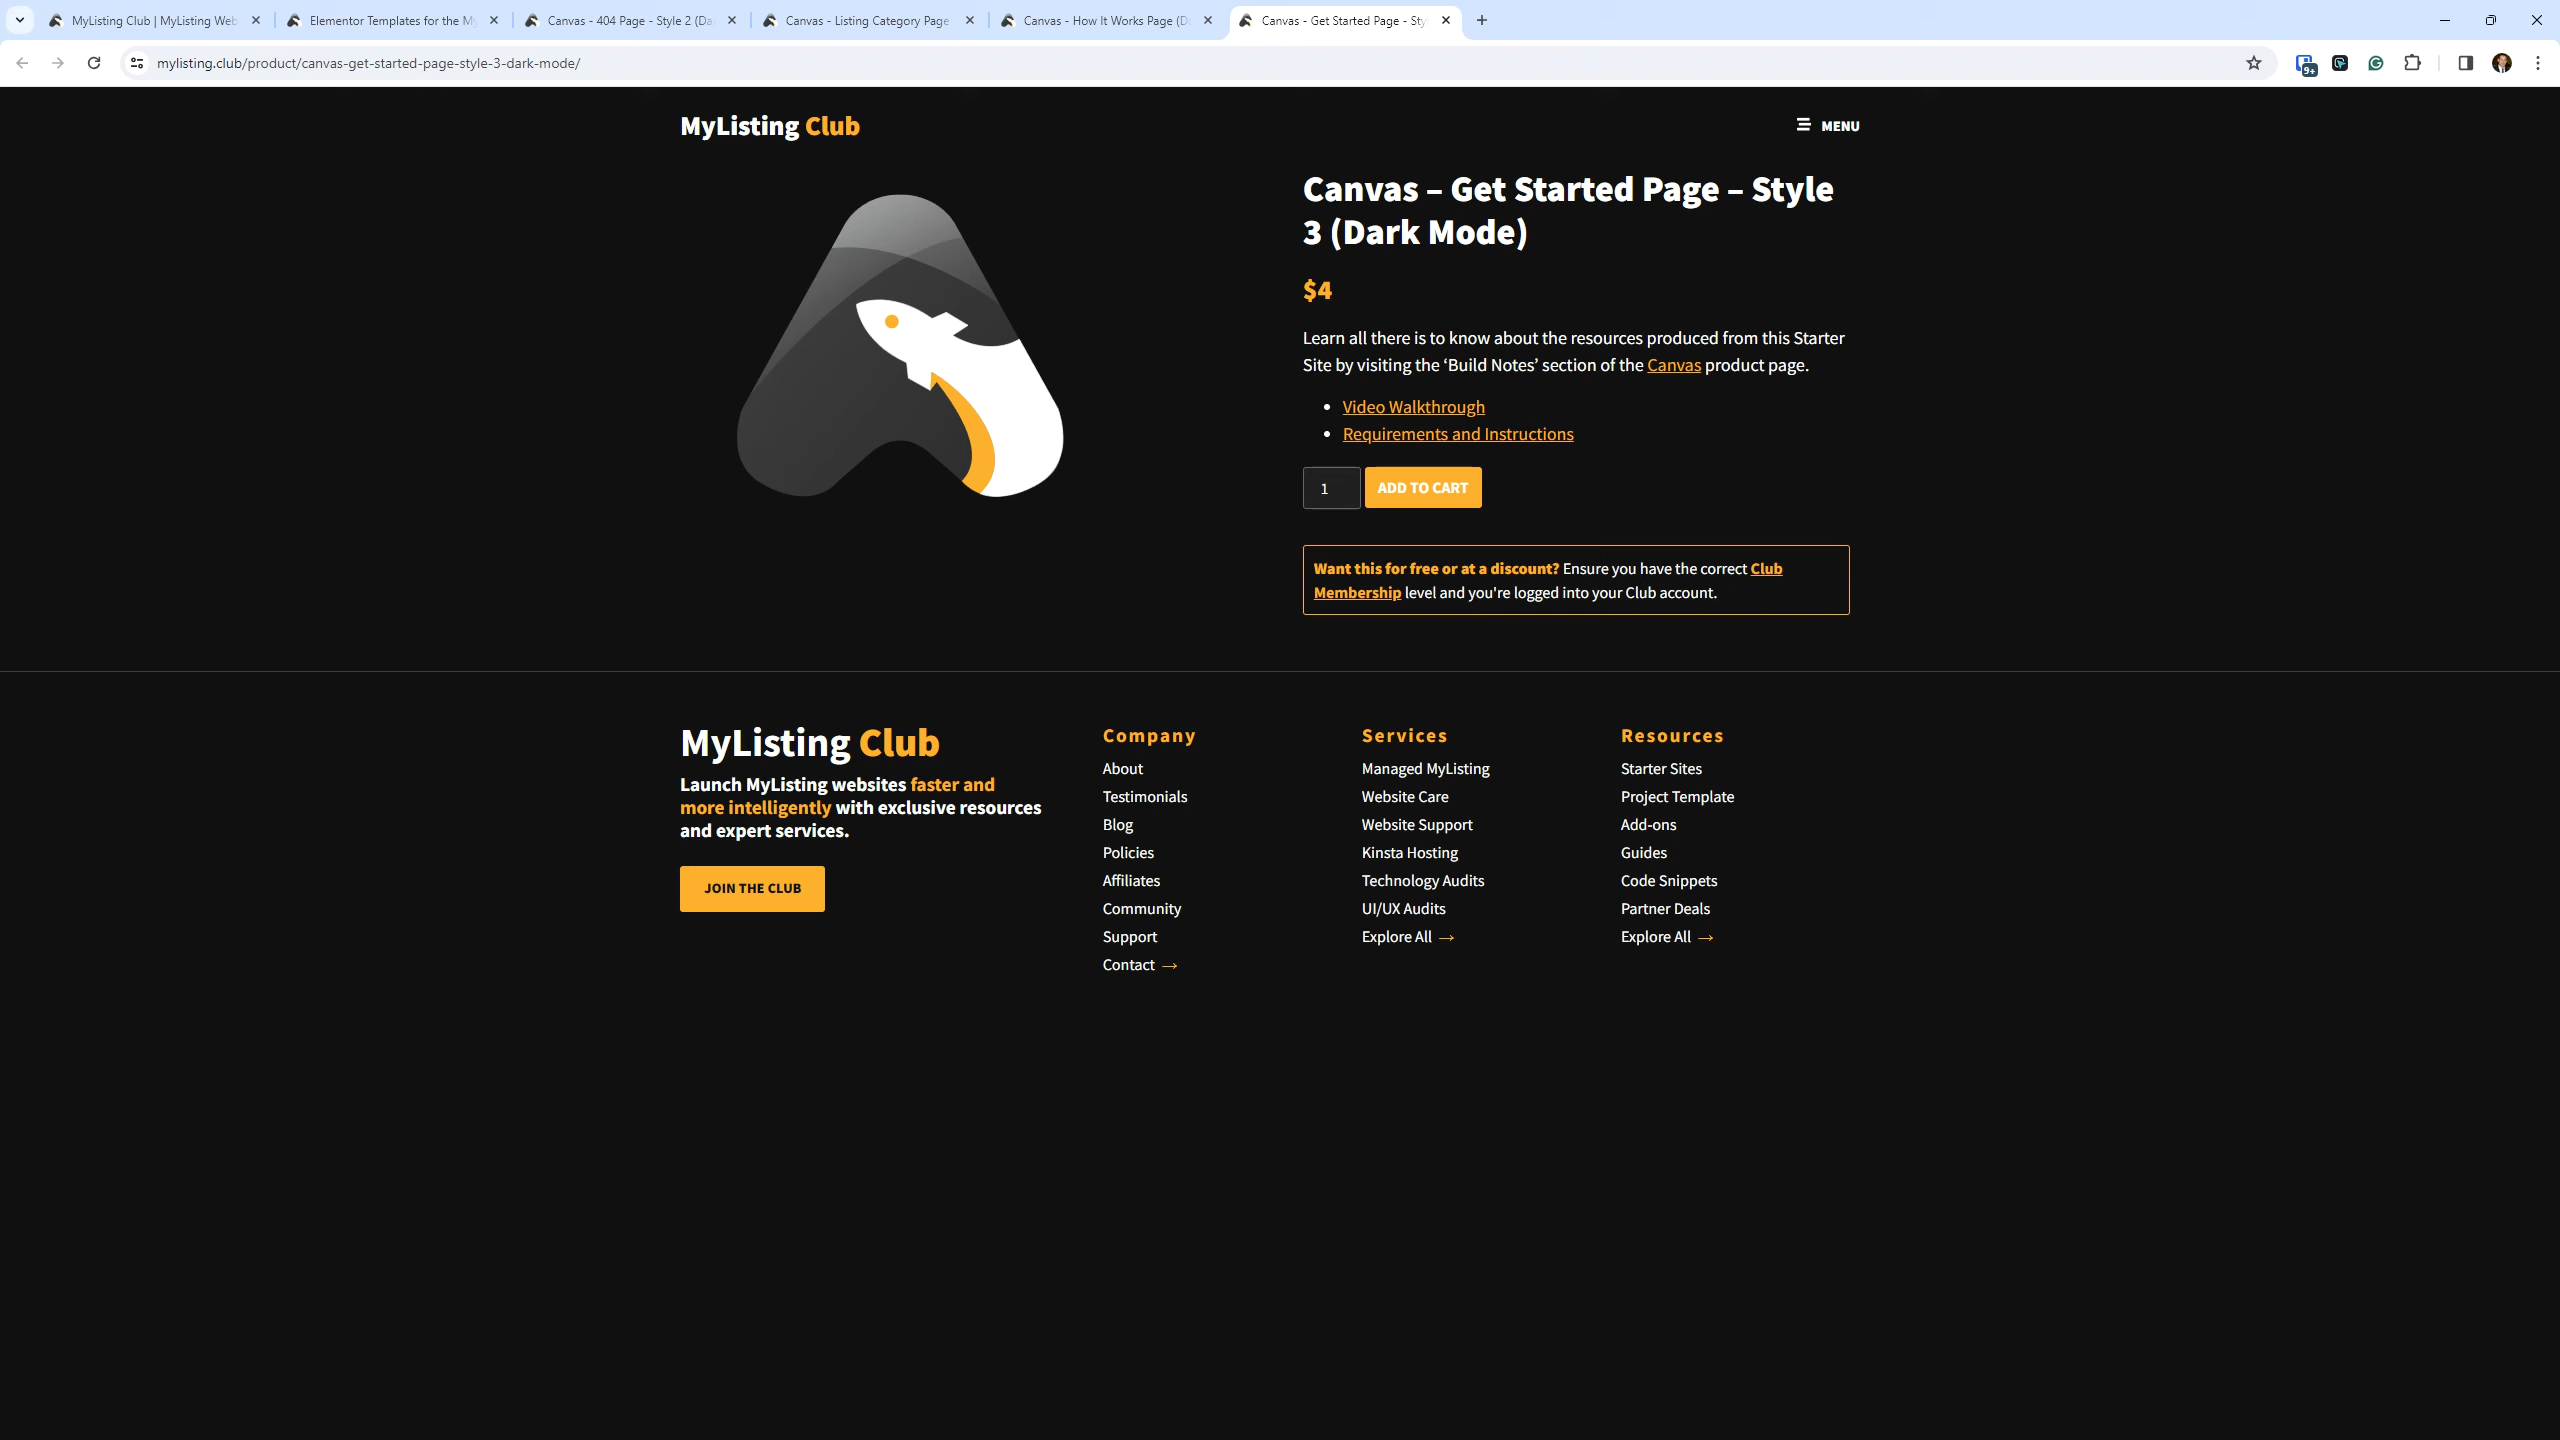 MyListing Club | MyListing Web
Elementor Templates for the My
Canvas - 404 Page - Style 2 (Da
Canvas - Listing Category Page
Canvas - How It Works Page (D
Canvas - Get Started Page - Sty
mylisting.club/product/canvas-get-started-page-style-3-dark-mode/
9+
MyListing Club
MENU
Canvas – Get Started Page – Style
3 (Dark Mode)
$4
Learn all there is to know about the resources produced from this Starter
Site by visiting the ‘Build Notes’ section of the Canvas product page.
• Video Walkthrough
• Requirements and Instructions
1
ADD TO CART
Want this for free or at a discount? Ensure you have the correct Club
Membership level and you're logged into your Club account.
MyListing Club
Launch MyListing websites faster and
more intelligently with exclusive resources
and expert services.
JOIN THE CLUB
Company
About
Testimonials
Blog
Policies
Affiliates
Community
Support
Contact →
Services
Managed MyListing
Website Care
Website Support
Kinsta Hosting
Technology Audits
UI/UX Audits
Explore All →
Resources
Starter Sites
Project Template
Add-ons
Guides
Code Snippets
Partner Deals
Explore All →